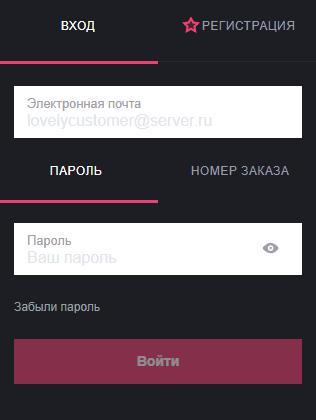 ВХОД
РЕГИСТРАЦИЯ
Электронная почта
lovelycustomer@server.ru
ПАРОЛЬ
НОМЕР ЗАКАЗА
Пароль
Ваш пароль
Забыли пароль
Войти